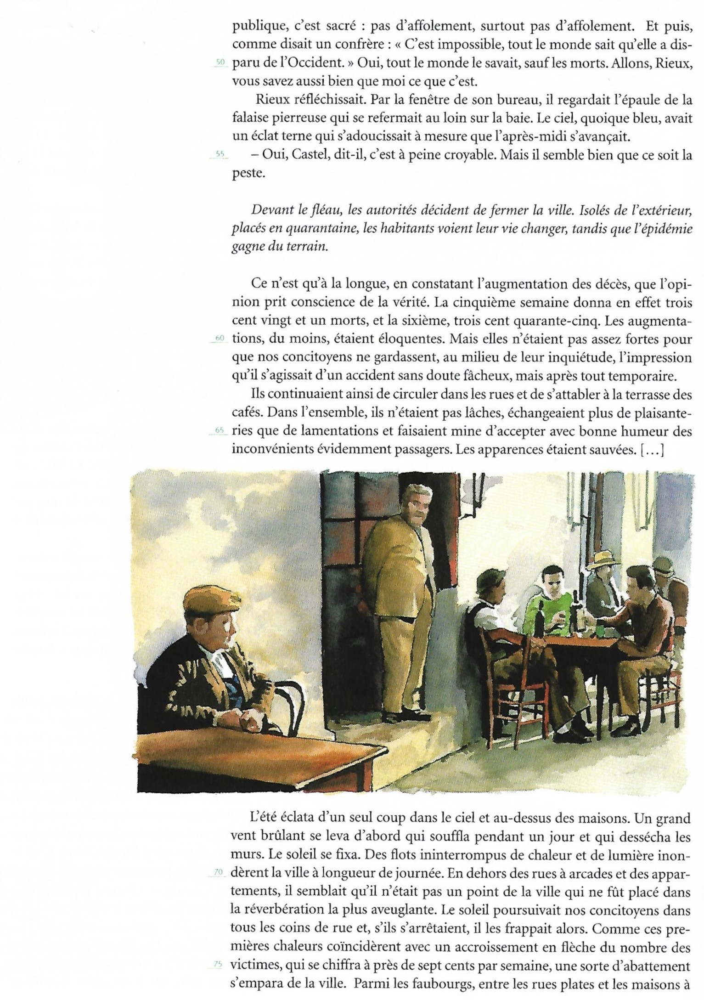 publique, c'est sacré : pas d'affolement, surtout pas d'affolement. Et puis,
comme disait un confrère : « C'est impossible, tout le monde sait qu'elle a dis-
50 paru de l'Occident. » Oui, tout le monde le savait, sauf les morts. Allons, Rieux,
vous savez aussi bien que moi ce que c'est.
Rieux réfléchissait. Par la fenêtre de son bureau, il regardait l'épaule de la
falaise pierreuse qui se refermait au loin sur la baie. Le ciel, quoique bleu, avait
un éclat terne qui s'adoucissait à mesure que l'après-midi s'avançait.
55 – Oui, Castel, dit-il, c'est à peine croyable. Mais il semble bien que ce soit la
peste.
Devant le fléau, les autorités décident de fermer la ville. Isolés de l'extérieur,
placés en quarantaine, les habitants voient leur vie changer, tandis que l'épidémie
gagne du terrain.
Ce n'est qu'à la longue, en constatant l'augmentation des décès, que l'opi-
nion prit conscience de la vérité. La cinquième semaine donna en effet trois
cent vingt et un morts, et la sixième, trois cent quarante-cinq. Les augmenta-
60 tions, du moins, étaient éloquentes. Mais elles n'étaient pas assez fortes pour
que nos concitoyens ne gardassent, au milieu de leur inquiétude, l'impression
qu'il s'agissait d'un accident sans doute fâcheux, mais après tout temporaire.
Ils continuaient ainsi de circuler dans les rues et de s'attabler à la terrasse des
cafés. Dans l'ensemble, ils n'étaient pas lâches, échangeaient plus de plaisante-
65 ries que de lamentations et faisaient mine d'accepter avec bonne humeur des
inconvénients évidemment passagers. Les apparences étaient sauvées. [...]
L'été éclata d'un seul coup dans le ciel et au-dessus des maisons. Un grand
vent brûlant se leva d'abord qui souffla pendant un jour et qui dessécha les
murs. Le soleil se fixa. Des flots ininterrompus de chaleur et de lumière inon-
70 dèrent la ville à longueur de journée. En dehors des rues à arcades et des appar-
tements, il semblait qu'il n'était pas un point de la ville qui ne fût placé dans
la réverbération la plus aveuglante. Le soleil poursuivait nos concitoyens dans
tous les coins de rue et, s'ils s'arrêtaient, il les frappait alors. Comme ces pre-
mières chaleurs coïncidèrent avec un accroissement en flèche du nombre des
75 victimes, qui se chiffra à près de sept cents par semaine, une sorte d'abattement
s'empara de la ville. Parmi les faubourgs, entre les rues plates et les maisons à